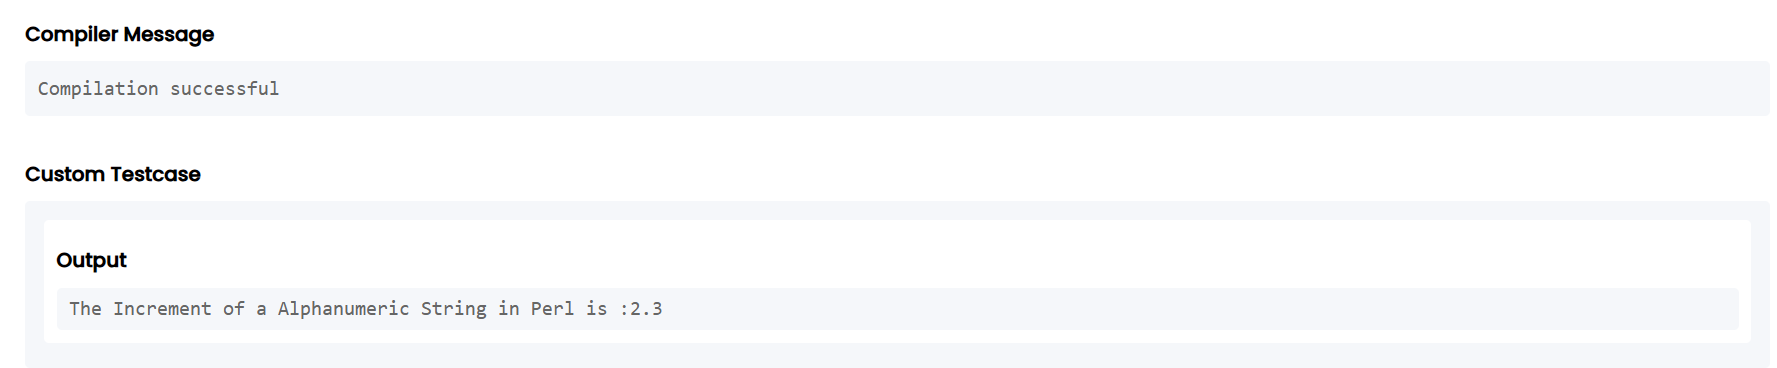 Compiler Message
Compilation successful
Custom Testcase
Output
The Increment of a Alphanumeric String in Perl is :2.3